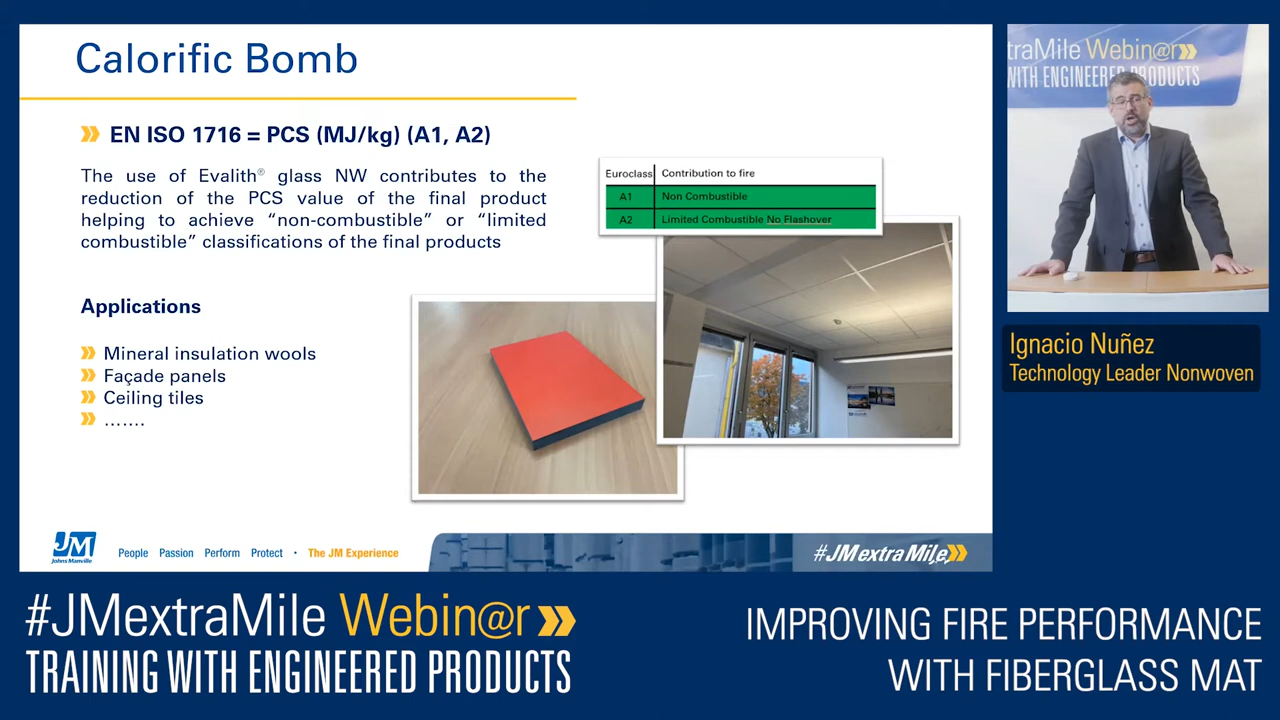 Calorific Bomb
EN ISO 1716 = PCS (MJ/kg) (A1, A2)
The use of Evalith® glass NW contributes to the
reduction of the PCS value of the final product
helping to achieve “non-combustible” or “limited
combustible” classifications of the final products
Euroclass Contribution to fire
A1 Non Combustible
A2 Limited Combustible No Flashover
Applications
Mineral insulation wools
Façade panels
Ceiling tiles
…….
JM
Johns Manville
People Passion Perform Protect • The JM Experience
#JMextraMile
traMile Webin@r
WITH ENGINEERED PRODUCTS
Ignacio Nuñez
Technology Leader Nonwoven
#JMextraMile Webin@r
TRAINING WITH ENGINEERED PRODUCTS
IMPROVING FIRE PERFORMANCE
WITH FIBERGLASS MAT